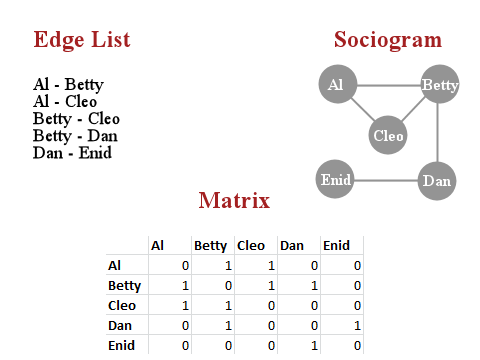 Edge List
Al - Betty
Al - Cleo
Betty - Cleo
Betty - Dan
Dan - Enid
Sociogram
Al
Betty
Cleo
Enid
Dan
Matrix
Al Betty Cleo Dan Enid
Al 0 1 1 0 0
Betty 1 0 1 1 0
Cleo 1 1 0 0 0
Dan 0 1 0 0 1
Enid 0 0 0 1 0